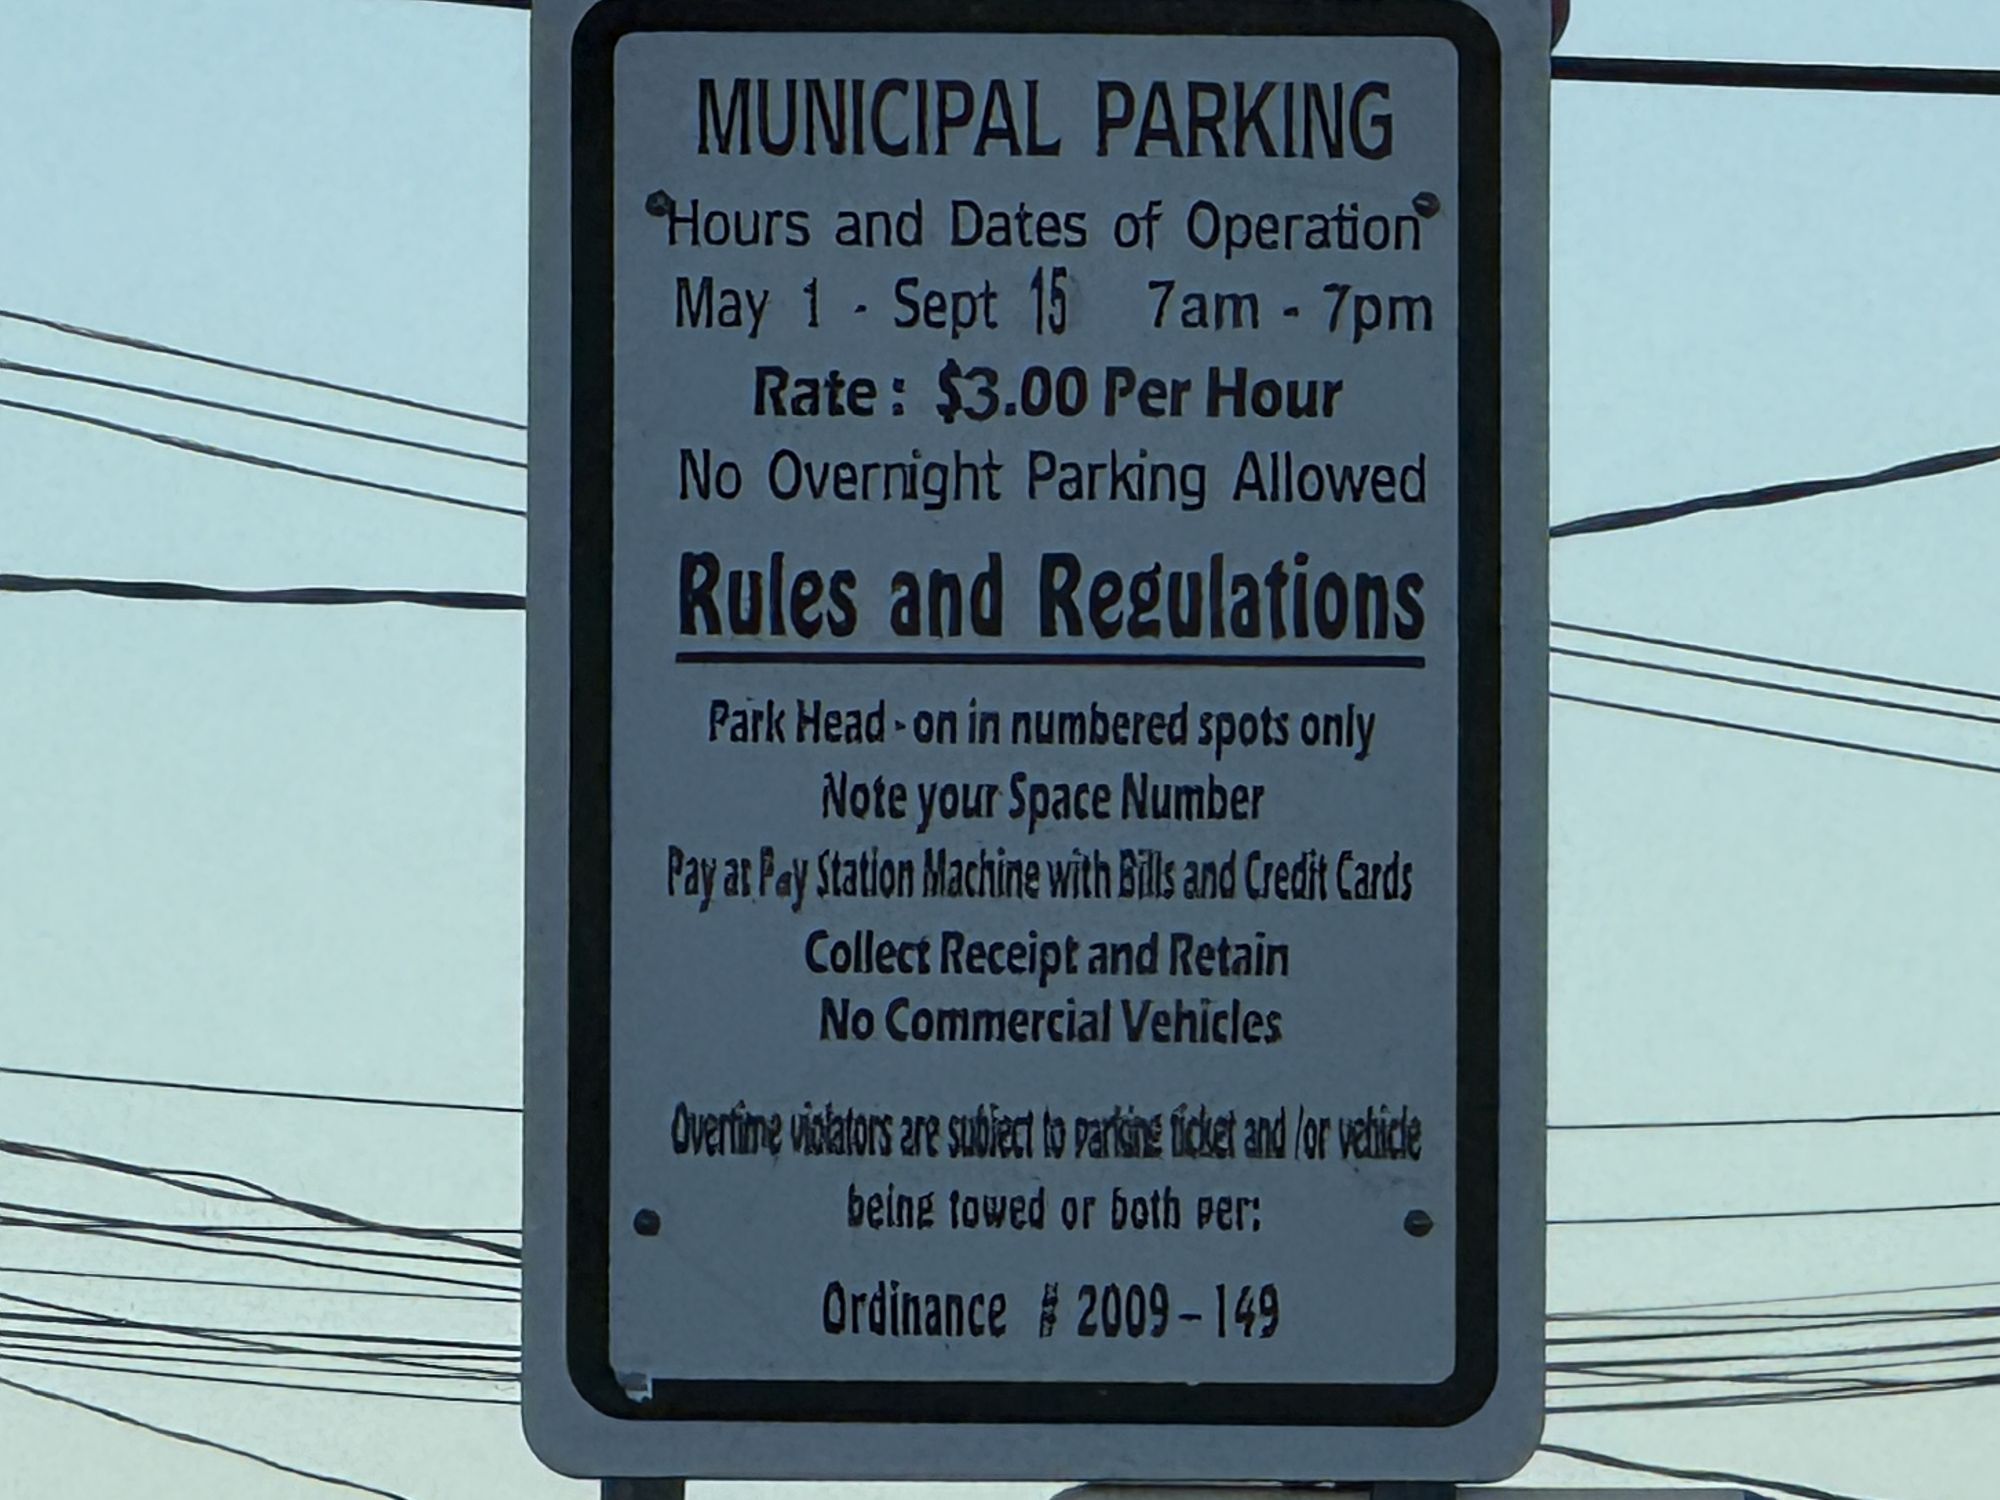 MUNICIPAL PARKING
Hours and Dates of Operation
May 1 - Sept 15 7am - 7pm
Rate: $3.00 Per Hour
No Overnight Parking Allowed
Rules and Regulations
Park Head-on in numbered spots only
Note your Space Number
Pay at Pay Station Machine with Bills and Credit Cards
Collect Receipt and Retain
No Commercial Vehicles
Overtime violators are subject to parking ticket and /or vehicle
being towed or both per:
Ordinance # 2009-149